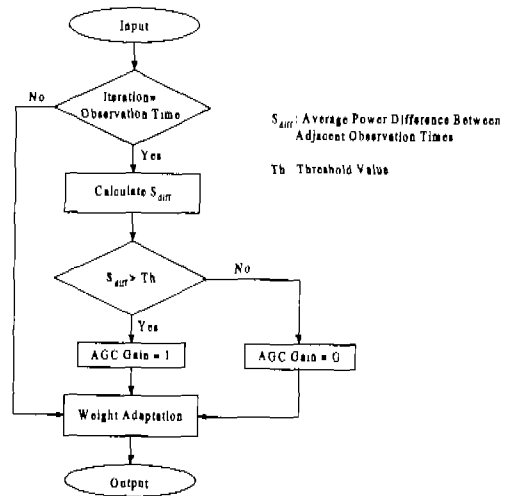 Input
No
Iteration=
Observation Time
Yes
S_diff: Average Power Difference Between
Adjacent Observation Times
Th Threshold Value
Calculate S_diff
S_diff > Th
No
Yes
AGC Gain = 1
AGC Gain = G
Weight Adaptation
Output